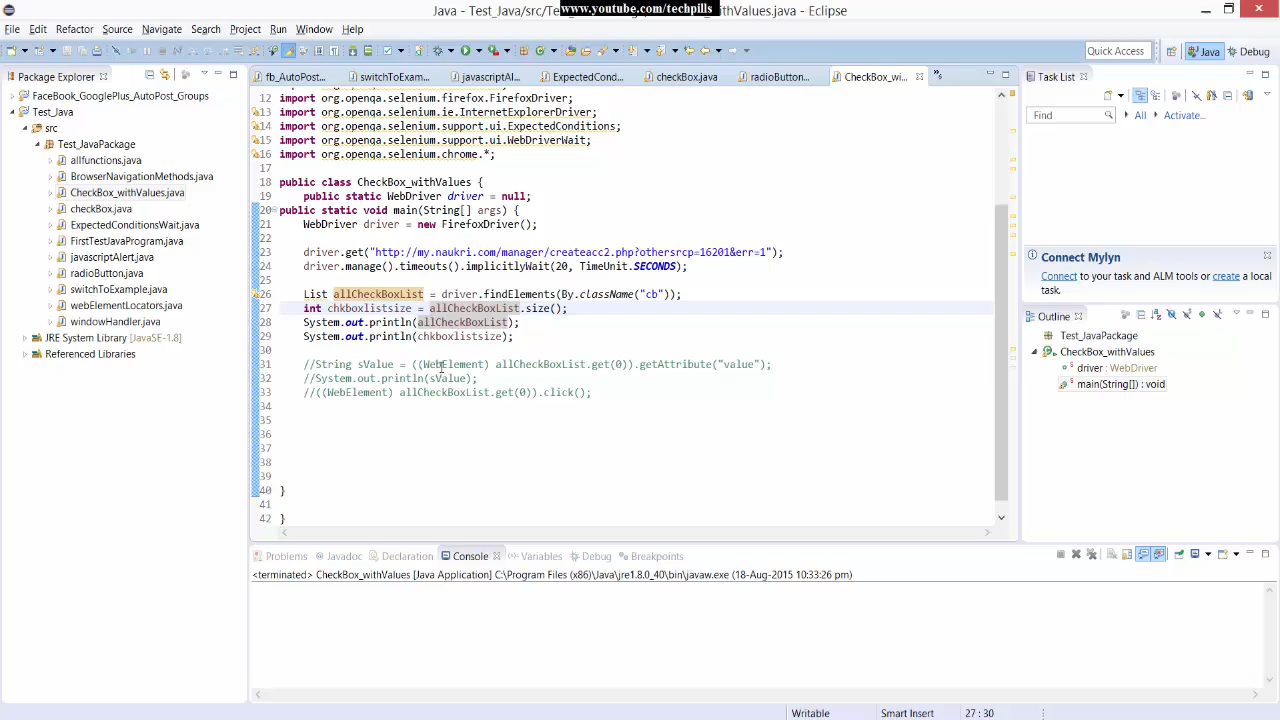 www.youtube.com/techpills
Java - Test_Java/src/Te
_withValues.java - Eclipse
File Edit Refactor Source Navigate Search Project Run Window Help
Quick Access Java Debug
Package Explorer
fb_AutoPost... switchToExam... javascriptAl... ExpectedCond... checkBox.java radioButton... CheckBox_wi...
Task List
FaceBook_GooglePlus_AutoPost_Groups
Test_Java
src
Test_JavaPackage
allfunctions.java
BrowserNavigationMethods.java
CheckBox_withValues.java
checkBox.java
ExpectedConditionsWait.java
FirstTestJavaProgram.java
javascriptAlert.java
radioButton.java
switchToExample.java
webElementLocators.java
windowHandler.java
JRE System Library [JavaSE-1.8]
Referenced Libraries
12 import org.openqa.selenium.firefox.FirefoxDriver;
13 import org.openqa.selenium.ie.InternetExplorerDriver;
14 import org.openqa.selenium.support.ui.ExpectedConditions;
15 import org.openqa.selenium.support.ui.WebDriverWait;
16 import org.openqa.selenium.chrome.*;
17
18 public class CheckBox_withValues {
19 public static WebDriver driver = null;
20 public static void main(String[] args) {
21 WebDriver driver = new FirefoxDriver();
22
23 driver.get("http://my.naukri.com/manager/createacc2.php?othersrcp=16201&err=1");
24 driver.manage().timeouts().implicitlyWait(20, TimeUnit.SECONDS);
25
26 List allCheckBoxList = driver.findElements(By.className("cb"));
27 int chkboxlistsize = allCheckBoxList.size();
28 System.out.println(allCheckBoxList);
29 System.out.println(chkboxlistsize);
30
31 //String sValue = ((WebElement) allCheckBoxList.get(0)).getAttribute("value");
32 //System.out.println(sValue);
33 //((WebElement) allCheckBoxList.get(0)).click();
34
35
36
37
38
39
40 }
41
42 }
Find All Activate...
Connect Mylyn
Connect to your task and ALM tools or create a local task.
Outline
Test_JavaPackage
CheckBox_withValues
driver : WebDriver
main(String[]) : void
Problems Javadoc Declaration Console Variables Debug Breakpoints
<terminated> CheckBox_withValues [Java Application] C:\Program Files (x86)\Java\jre1.8.0_40\bin\javaw.exe (18-Aug-2015 10:33:26 pm)
Writable Smart Insert 27 : 30